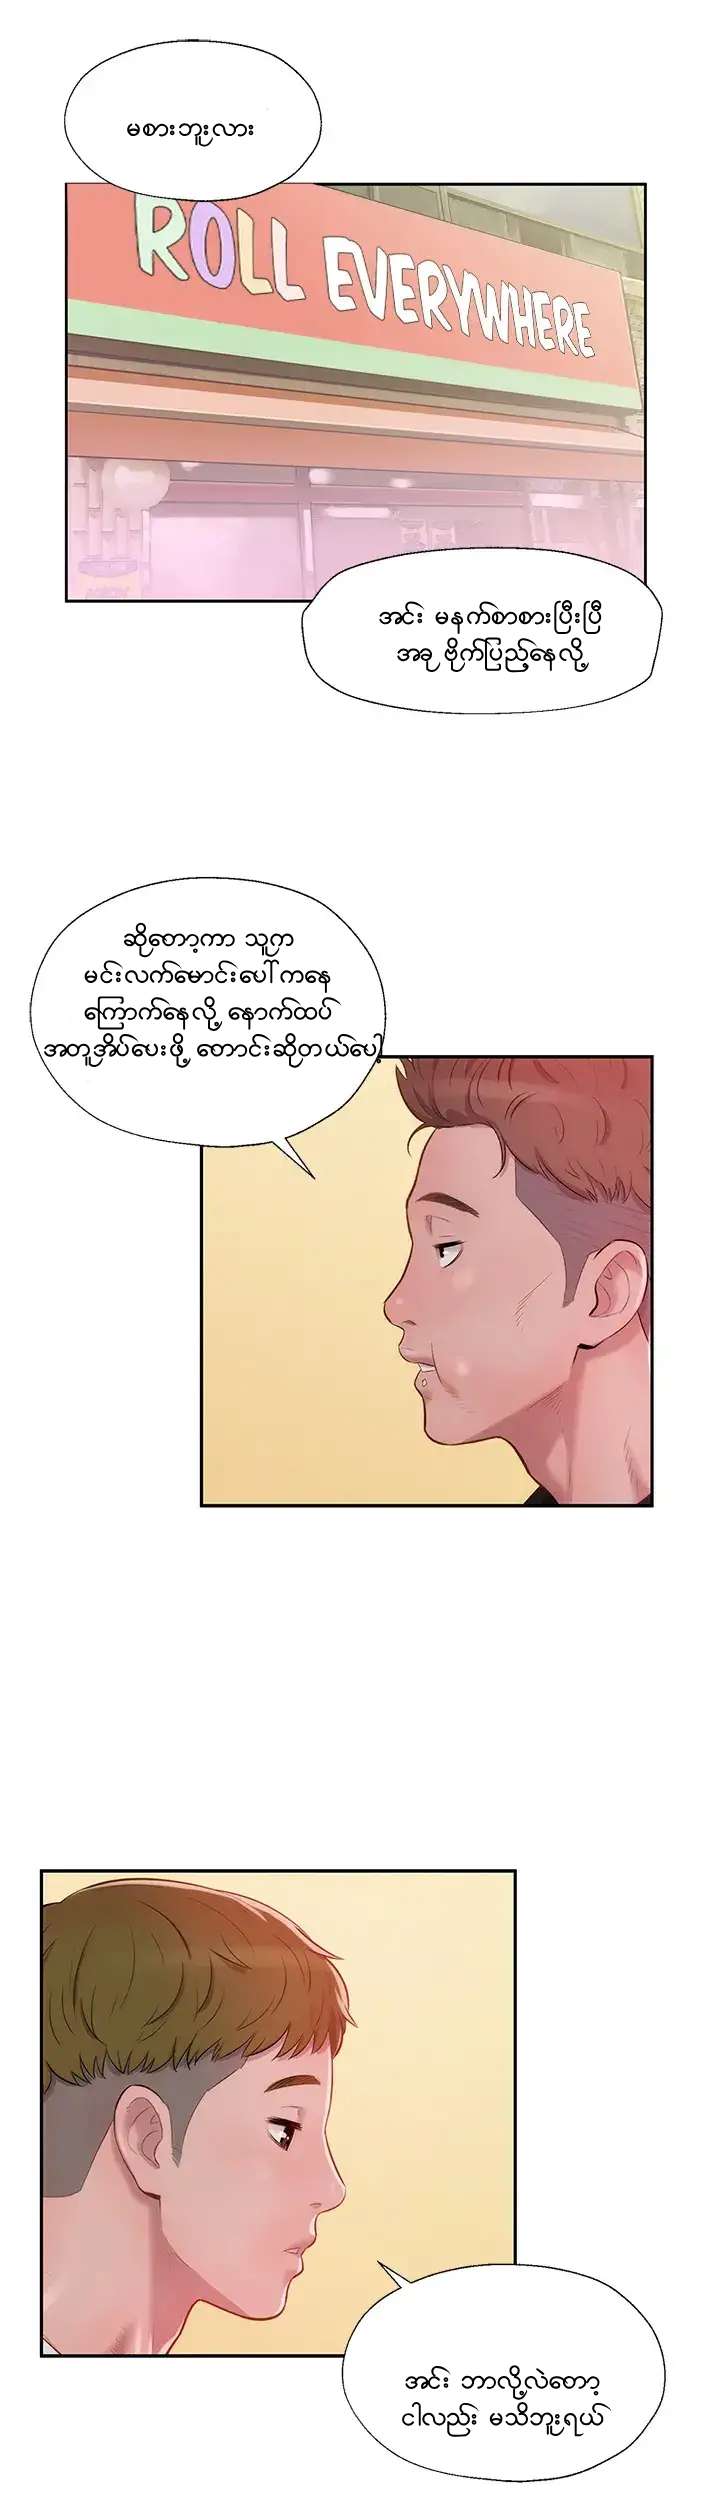 မစားဘူးလား
ROLL EVERYWHERE
အင်း မနက်စာစားပြီးပြီ
အခု ဗိုက်ပြည့်နေလို့
ဆိုတော့ကာ သူက
မင်းလက်မောင်းပေါ်ကနေ
ကြောက်နေလို့ နောက်ထပ်
အတူအိပ်ပေးဖို့ တောင်းဆိုတယ်ပေါ့
အင်း ဘာလို့လဲတော့
ငါလည်း မသိဘူးရယ်